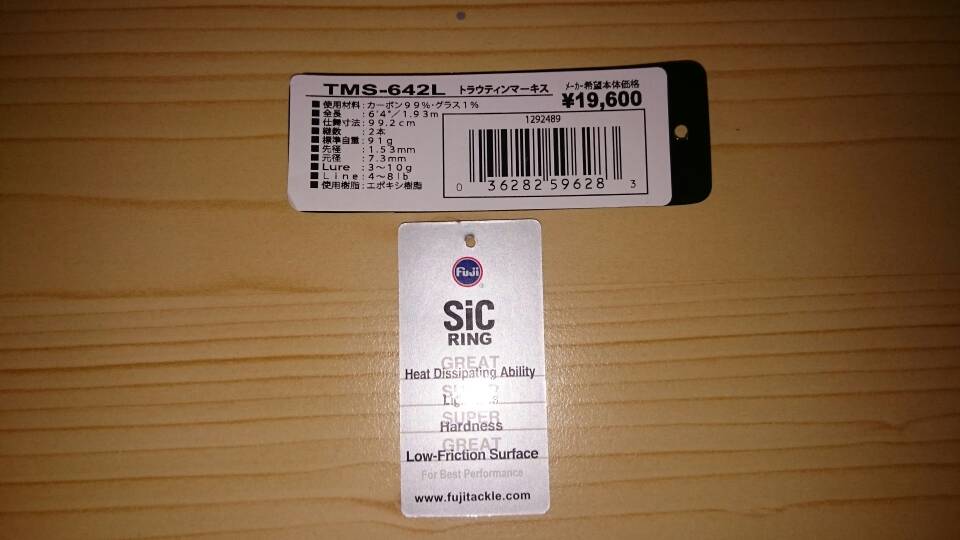 TMS-642L トラウティンマーキス メーカー希望本体価格
¥19,600
■使用材料：カーボン99%・グラス1%
■全長：6'4"／1.93m
■仕舞寸法：99.2cm
■継数：2本
■標準自重：91g
■先径：1.53mm
■元径：7.3mm
■Lure：3〜10g
■Line：4〜8lb
■使用樹脂：エポキシ樹脂
1292489
0 36282 59628 3
Fuji
SiC
RING
GREAT
Heat Dissipating Ability
SUPER
Hardness
GREAT
Low-Friction Surface
For Best Performance
www.fujitackle.com